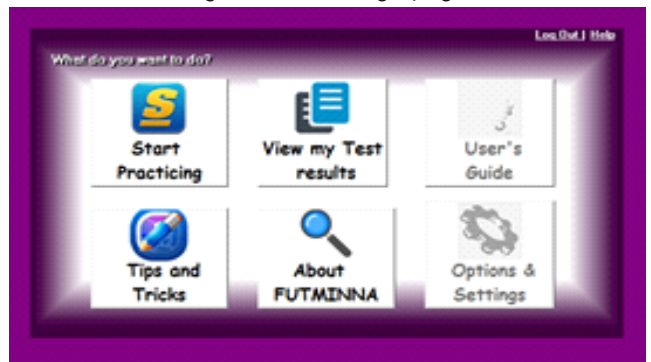 Log Out | Help
What do you want to do?
S
Start
Practicing
View my Test
results
User's
Guide
Tips and
Tricks
About
FUTMINNA
Options &
Settings